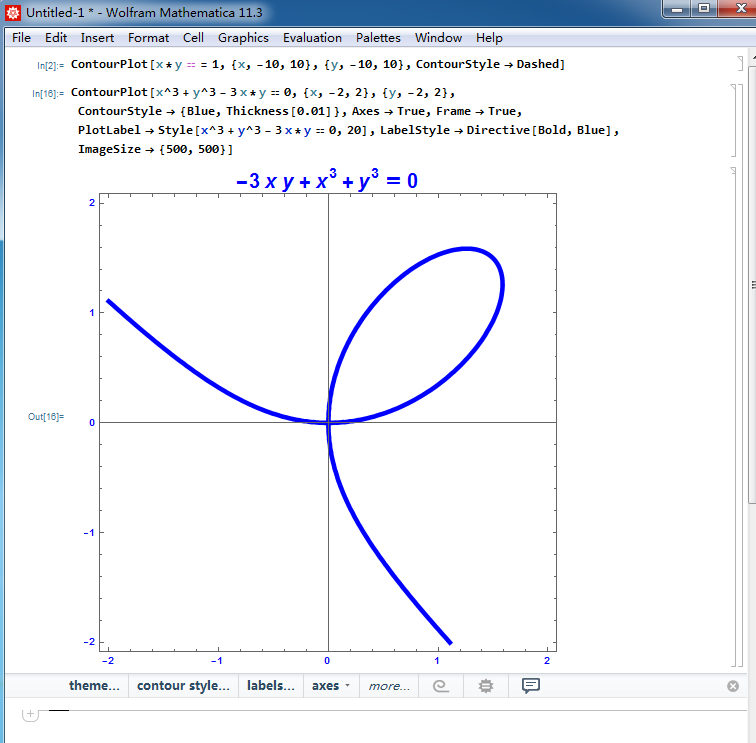 Untitled-1 * - Wolfram Mathematica 11.3
File Edit Insert Format Cell Graphics Evaluation Palettes Window Help
In[2]:= ContourPlot[x*y == = 1, {x, -10, 10}, {y, -10, 10}, ContourStyle → Dashed]
In[16]:= ContourPlot[x^3 + y^3 - 3 x*y == 0, {x, -2, 2}, {y, -2, 2},
ContourStyle → {Blue, Thickness[0.01]}, Axes → True, Frame → True,
PlotLabel → Style[x^3 + y^3 - 3 x*y == 0, 20], LabelStyle → Directive[Bold, Blue],
ImageSize → {500, 500}]
-3 x y + x³ + y³ = 0
2
1
Out[16]= 0
-1
-2
-2 -1 0 1 2
theme... contour style... labels... axes more...